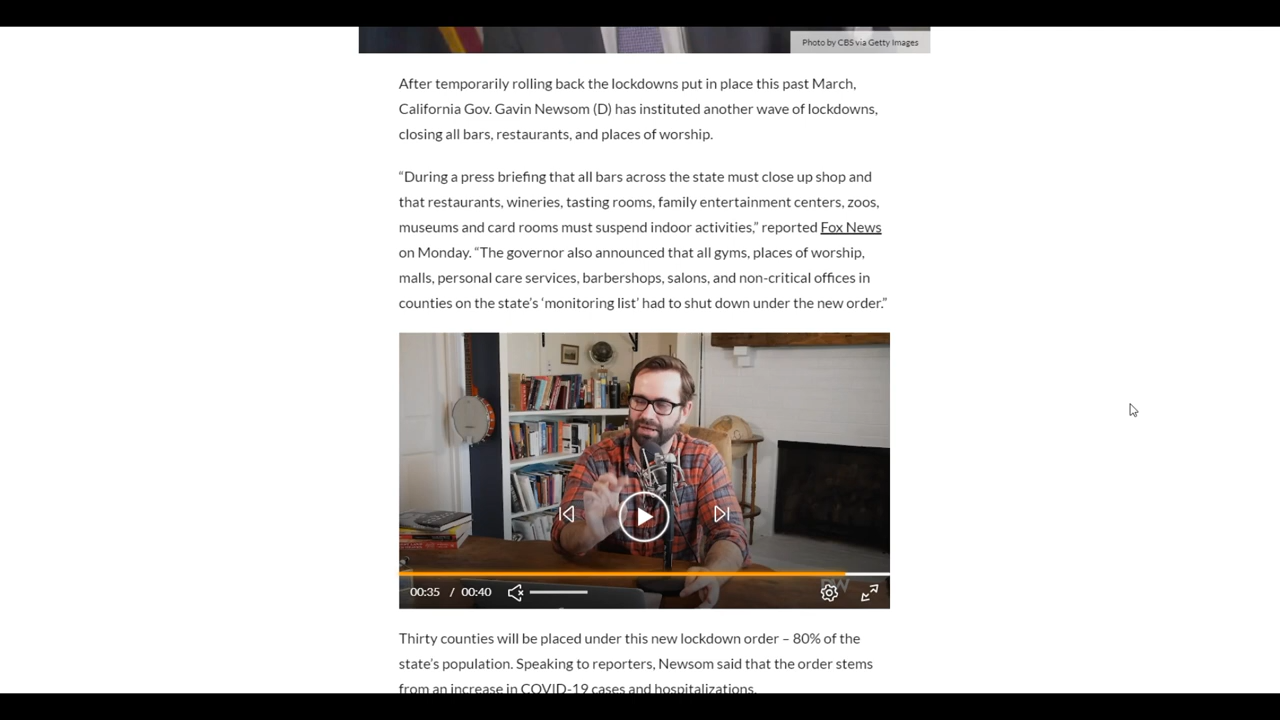 Photo by CBS via Getty Images
After temporarily rolling back the lockdowns put in place this past March,
California Gov. Gavin Newsom (D) has instituted another wave of lockdowns,
closing all bars, restaurants, and places of worship.
“During a press briefing that all bars across the state must close up shop and
that restaurants, wineries, tasting rooms, family entertainment centers, zoos,
museums and card rooms must suspend indoor activities,” reported Fox News
on Monday. “The governor also announced that all gyms, places of worship,
malls, personal care services, barbershops, salons, and non-critical offices in
counties on the state’s ‘monitoring list’ had to shut down under the new order.”
DW
00:35 / 00:40
Thirty counties will be placed under this new lockdown order – 80% of the
state’s population. Speaking to reporters, Newsom said that the order stems
from an increase in COVID-19 cases and hospitalizations.